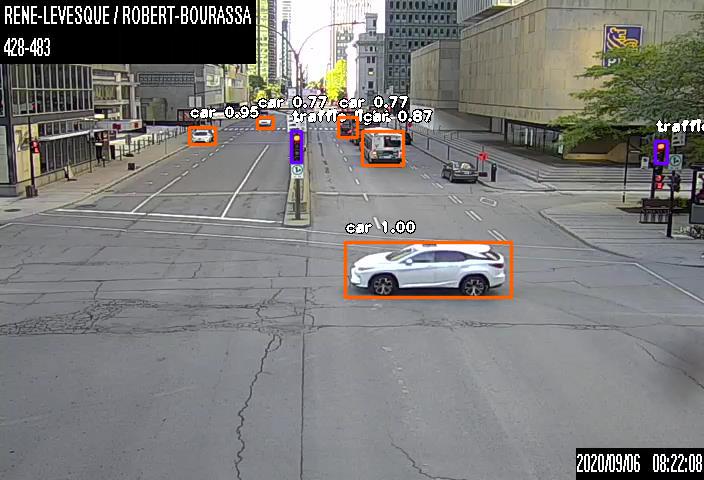 RENE-LEVESQUE / ROBERT-BOURASSA
428-483
car 0.95
car 0.77
car 0.77
car 0.87
car 1.00
2020/09/06 08:22:08